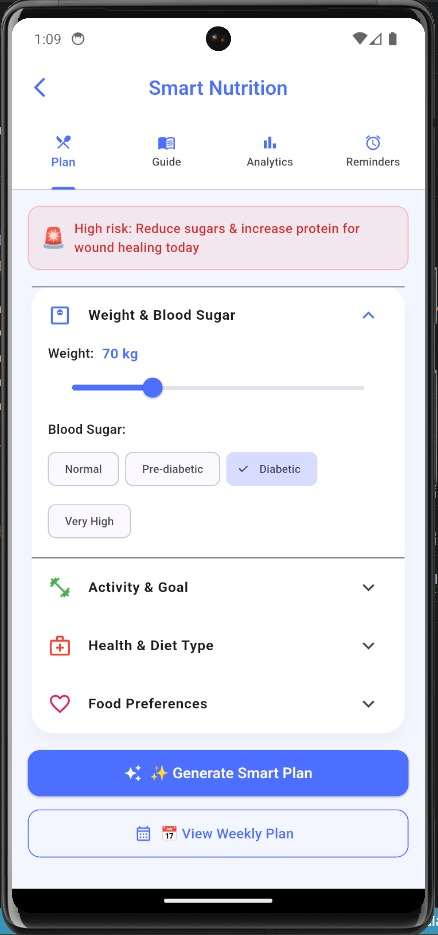 1:09
Smart Nutrition
Plan
Guide
Analytics
Reminders
High risk: Reduce sugars & increase protein for
wound healing today
Weight & Blood Sugar
Weight: 70 kg
Blood Sugar:
Normal
Pre-diabetic
Diabetic
Very High
Activity & Goal
Health & Diet Type
Food Preferences
✨ Generate Smart Plan
📅 View Weekly Plan